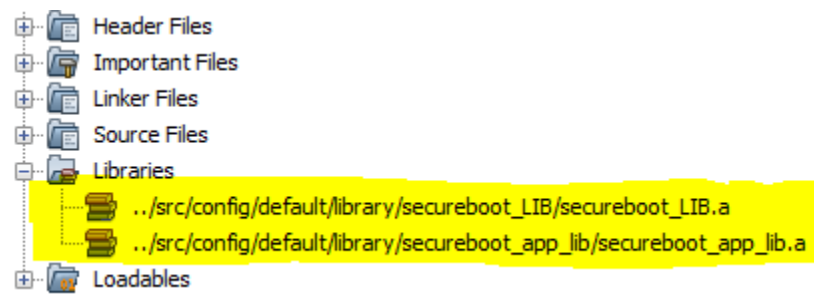 Header Files
Important Files
Linker Files
Source Files
Libraries
../src/config/default/library/secureboot_LIB/secureboot_LIB.a
../src/config/default/library/secureboot_app_lib/secureboot_app_lib.a
Loadables